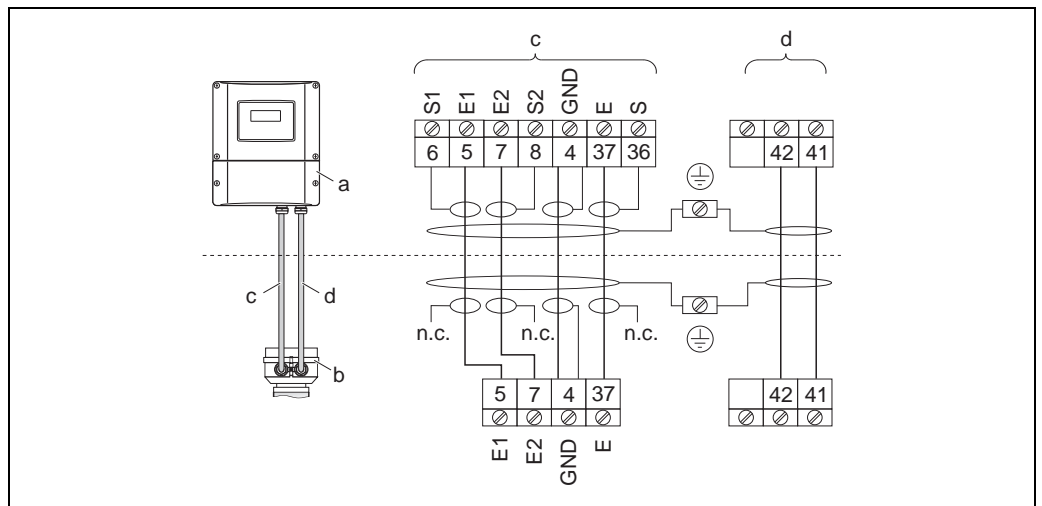 c d
S1 E1 E2 S2 GND E S
6 5 7 8 4 37 36 42 41
a
c d n.c. n.c. n.c.
b
5 7 4 37 42 41
E1 E2 GND E